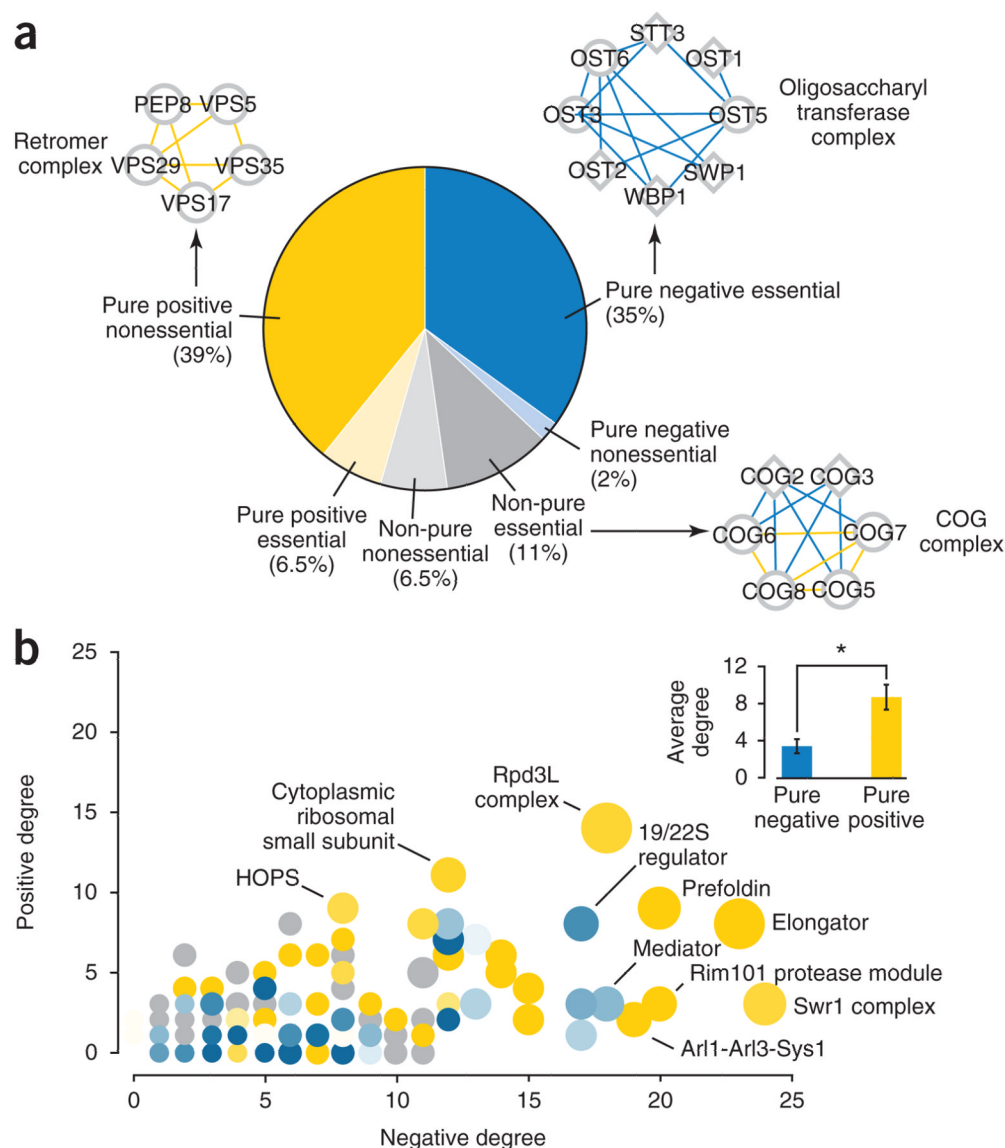 a
STT3
OST6
OST1
OST3
OST5
OST2
SWP1
WBP1
Oligosaccharyl
transferase
complex
PEP8
VPS5
Retromer
complex
VPS29
VPS35
VPS17
Pure positive
nonessential
(39%)
Pure negative essential
(35%)
Pure negative
nonessential
(2%)
Pure positive
essential
(6.5%)
Non-pure
nonessential
(6.5%)
Non-pure
essential
(11%)
COG2
COG3
COG6
COG7
COG8
COG5
COG
complex
b
25
20
15
10
5
0
Positive degree
0
5
10
15
20
25
Negative degree
HOPS
Cytoplasmic
ribosomal
small subunit
Rpd3L
complex
19/22S
regulator
Prefoldin
Elongator
Mediator
Rim101 protease module
Swr1 complex
Arl1-Arl3-Sys1
*
12
8
4
0
Average
degree
Pure
negative
Pure
positive